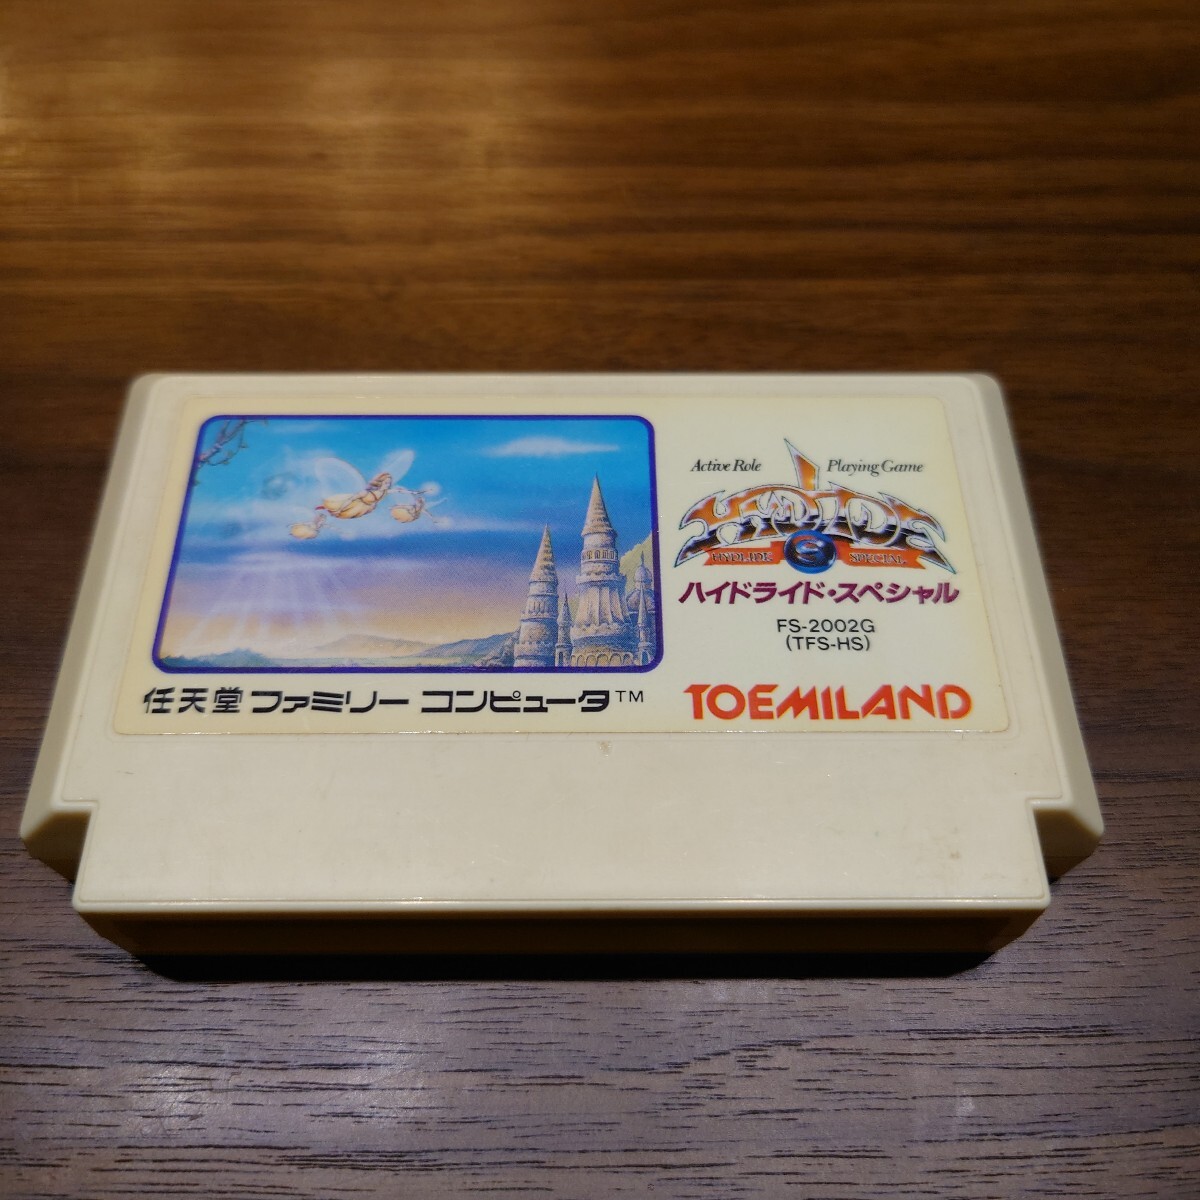 Active Role Playing Game
HYDLIDE
HYDLIDE S SPECIAL
ハイドライド・スペシャル
FS-2002G
(TFS-HS)
任天堂 ファミリー コンピュータ™
TOEMILAND